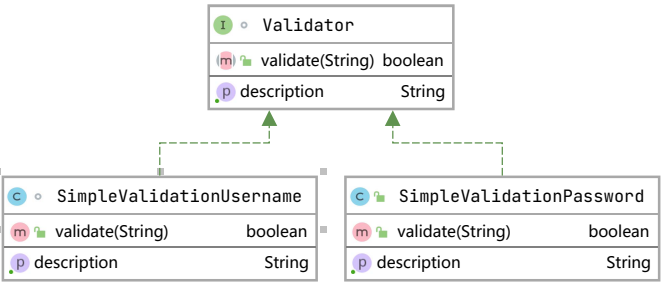 I Validator
m validate(String) boolean
p description String
C SimpleValidationUsername
m validate(String) boolean
p description String
C SimpleValidationPassword
m validate(String) boolean
p description String